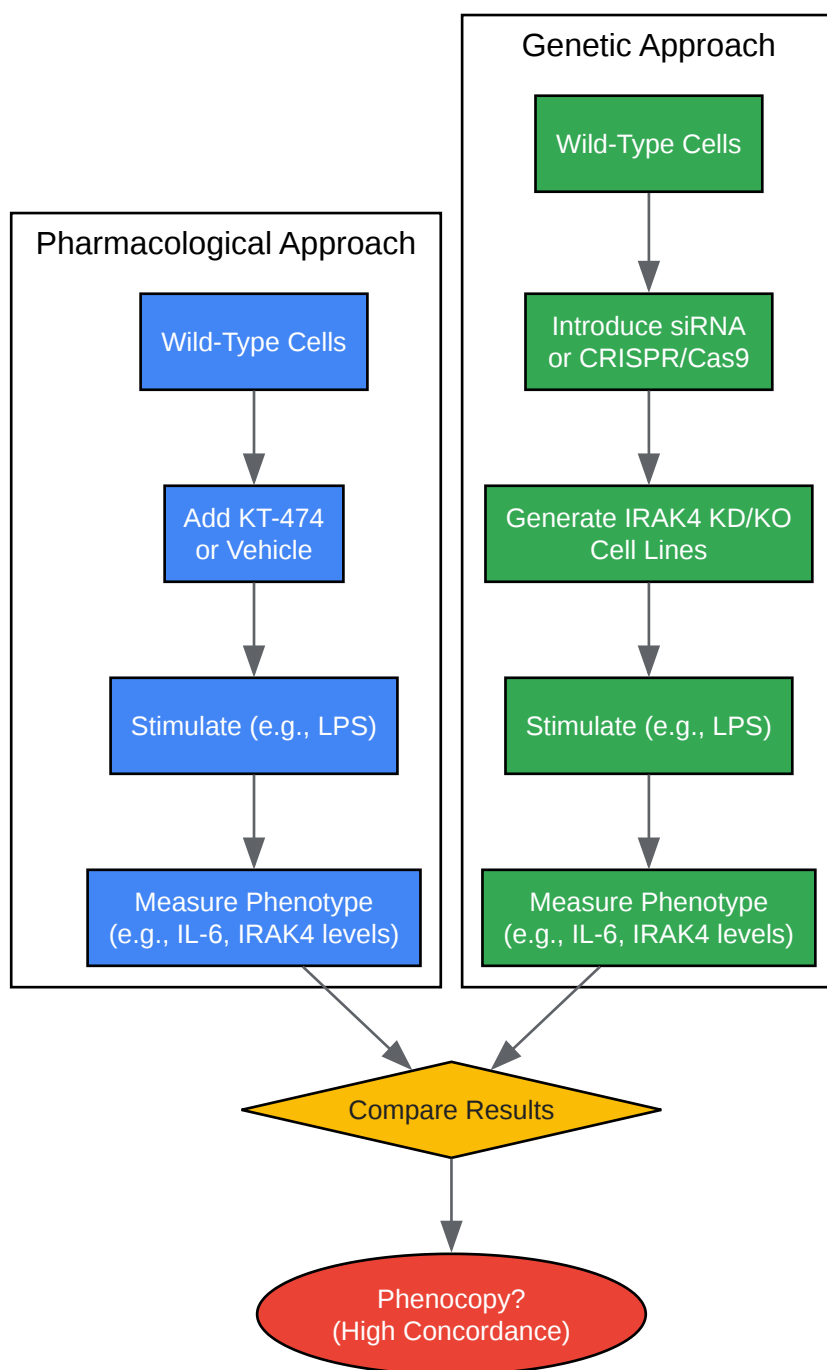 Pharmacological Approach
Wild-Type Cells
Add KT-474
or Vehicle
Stimulate (e.g., LPS)
Measure Phenotype
(e.g., IL-6, IRAK4 levels)
Genetic Approach
Wild-Type Cells
Introduce siRNA
or CRISPR/Cas9
Generate IRAK4 KD/KO
Cell Lines
Stimulate (e.g., LPS)
Measure Phenotype
(e.g., IL-6, IRAK4 levels)
Compare Results
Phenocopy?
(High Concordance)